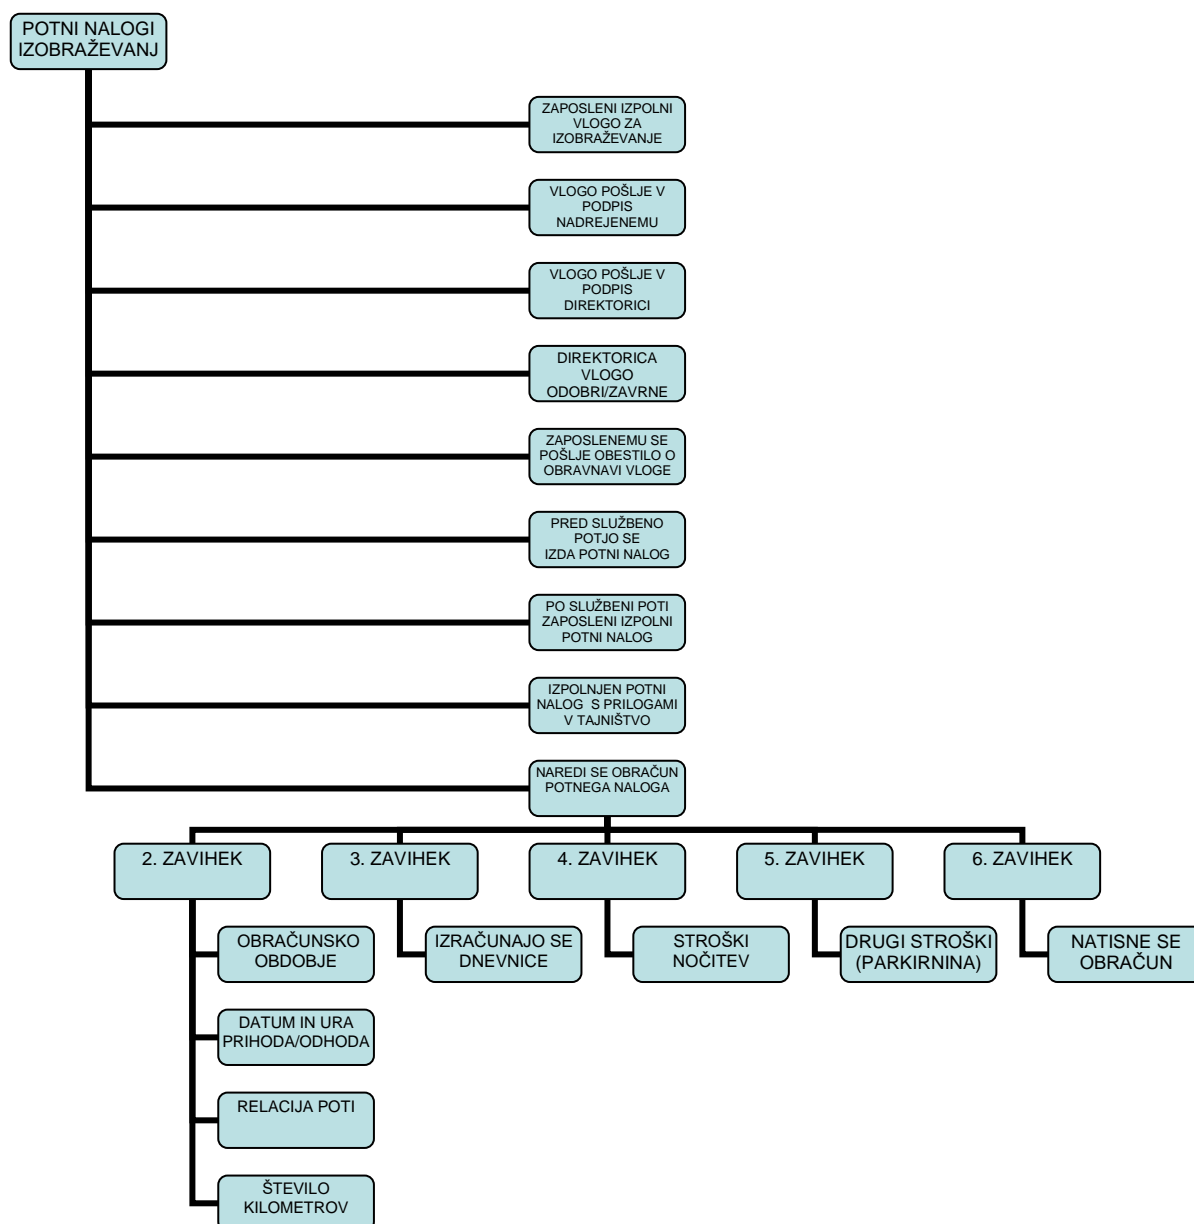 POTNI NALOGI
IZOBRAŽEVANJ
ZAPOSLENI IZPOLNI
VLOGO ZA
IZOBRAŽEVANJE
VLOGO POŠLJE V
PODPIS
NADREJENEMU
VLOGO POŠLJE V
PODPIS
DIREKTORICI
DIREKTORICA
VLOGO
ODOBRI/ZAVRNE
ZAPOSLENEMU SE
POŠLJE OBESTILO O
OBRAVNAVI VLOGE
PRED SLUŽBENO
POTJO SE
IZDA POTNI NALOG
PO SLUŽBENI POTI
ZAPOSLENI IZPOLNI
POTNI NALOG
IZPOLNJEN POTNI
NALOG S PRILOGAMI
V TAJNIŠTVO
NAREDI SE OBRAČUN
POTNEGA NALOGA
2. ZAVIHEK
3. ZAVIHEK
4. ZAVIHEK
5. ZAVIHEK
6. ZAVIHEK
OBRAČUNSKO
OBDOBJE
IZRAČUNAJO SE
DNEVNICE
STROŠKI
NOČITEV
DRUGI STROŠKI
(PARKIRNINA)
NATISNE SE
OBRAČUN
DATUM IN URA
PRIHODA/ODHODA
RELACIJA POTI
ŠTEVILO
KILOMETROV